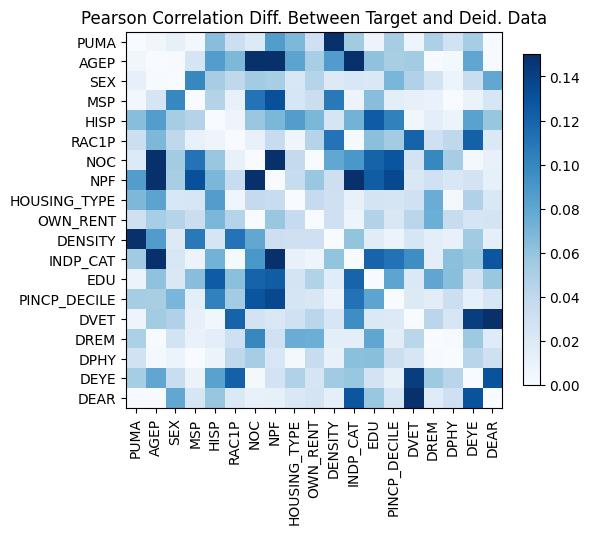 Pearson Correlation Diff. Between Target and Deid. Data
PUMA
AGEP
SEX
MSP
HISP
RAC1P
NOC
NPF
HOUSING_TYPE
OWN_RENT
DENSITY
INDP_CAT
EDU
PINCP_DECILE
DVET
DREM
DPHY
DEYE
DEAR
PUMA
AGEP
SEX
MSP
HISP
RAC1P
NOC
NPF
HOUSING_TYPE
OWN_RENT
DENSITY
INDP_CAT
EDU
PINCP_DECILE
DVET
DREM
DPHY
DEYE
DEAR
0.14
0.12
0.10
0.08
0.06
0.04
0.02
0.00